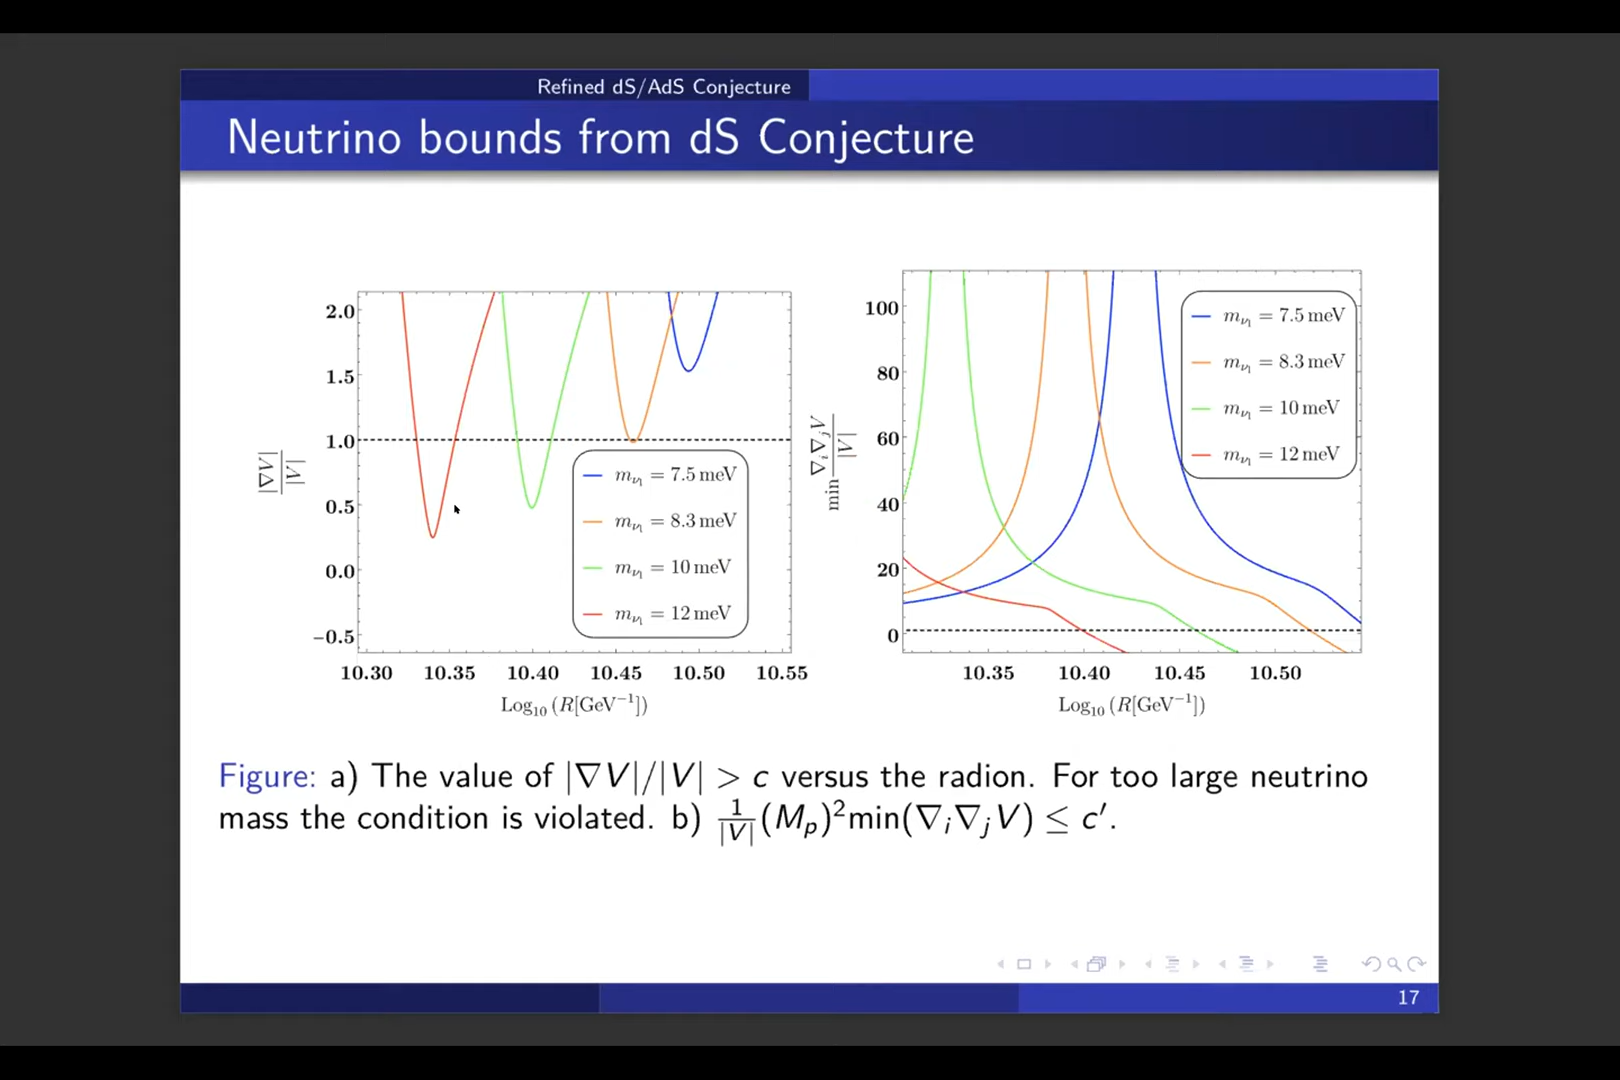 Refined dS/AdS Conjecture
Neutrino bounds from dS Conjecture
2.0
1.5
1.0
0.5
0.0
−0.5
|∇V|
|V|
10.30 10.35 10.40 10.45 10.50 10.55
Log₁₀ (R[GeV⁻¹])
m_ν₁ = 7.5 meV
m_ν₁ = 8.3 meV
m_ν₁ = 10 meV
m_ν₁ = 12 meV
100
80
60
40
20
0
min ∇ᵢ∇ⱼV
|V|
10.35 10.40 10.45 10.50
Log₁₀ (R[GeV⁻¹])
m_ν₁ = 7.5 meV
m_ν₁ = 8.3 meV
m_ν₁ = 10 meV
m_ν₁ = 12 meV
Figure: a) The value of |∇V|/|V| > c versus the radion. For too large neutrino
mass the condition is violated. b) 1/|V| (M_p)² min(∇ᵢ∇ⱼV) ≤ c′.
17